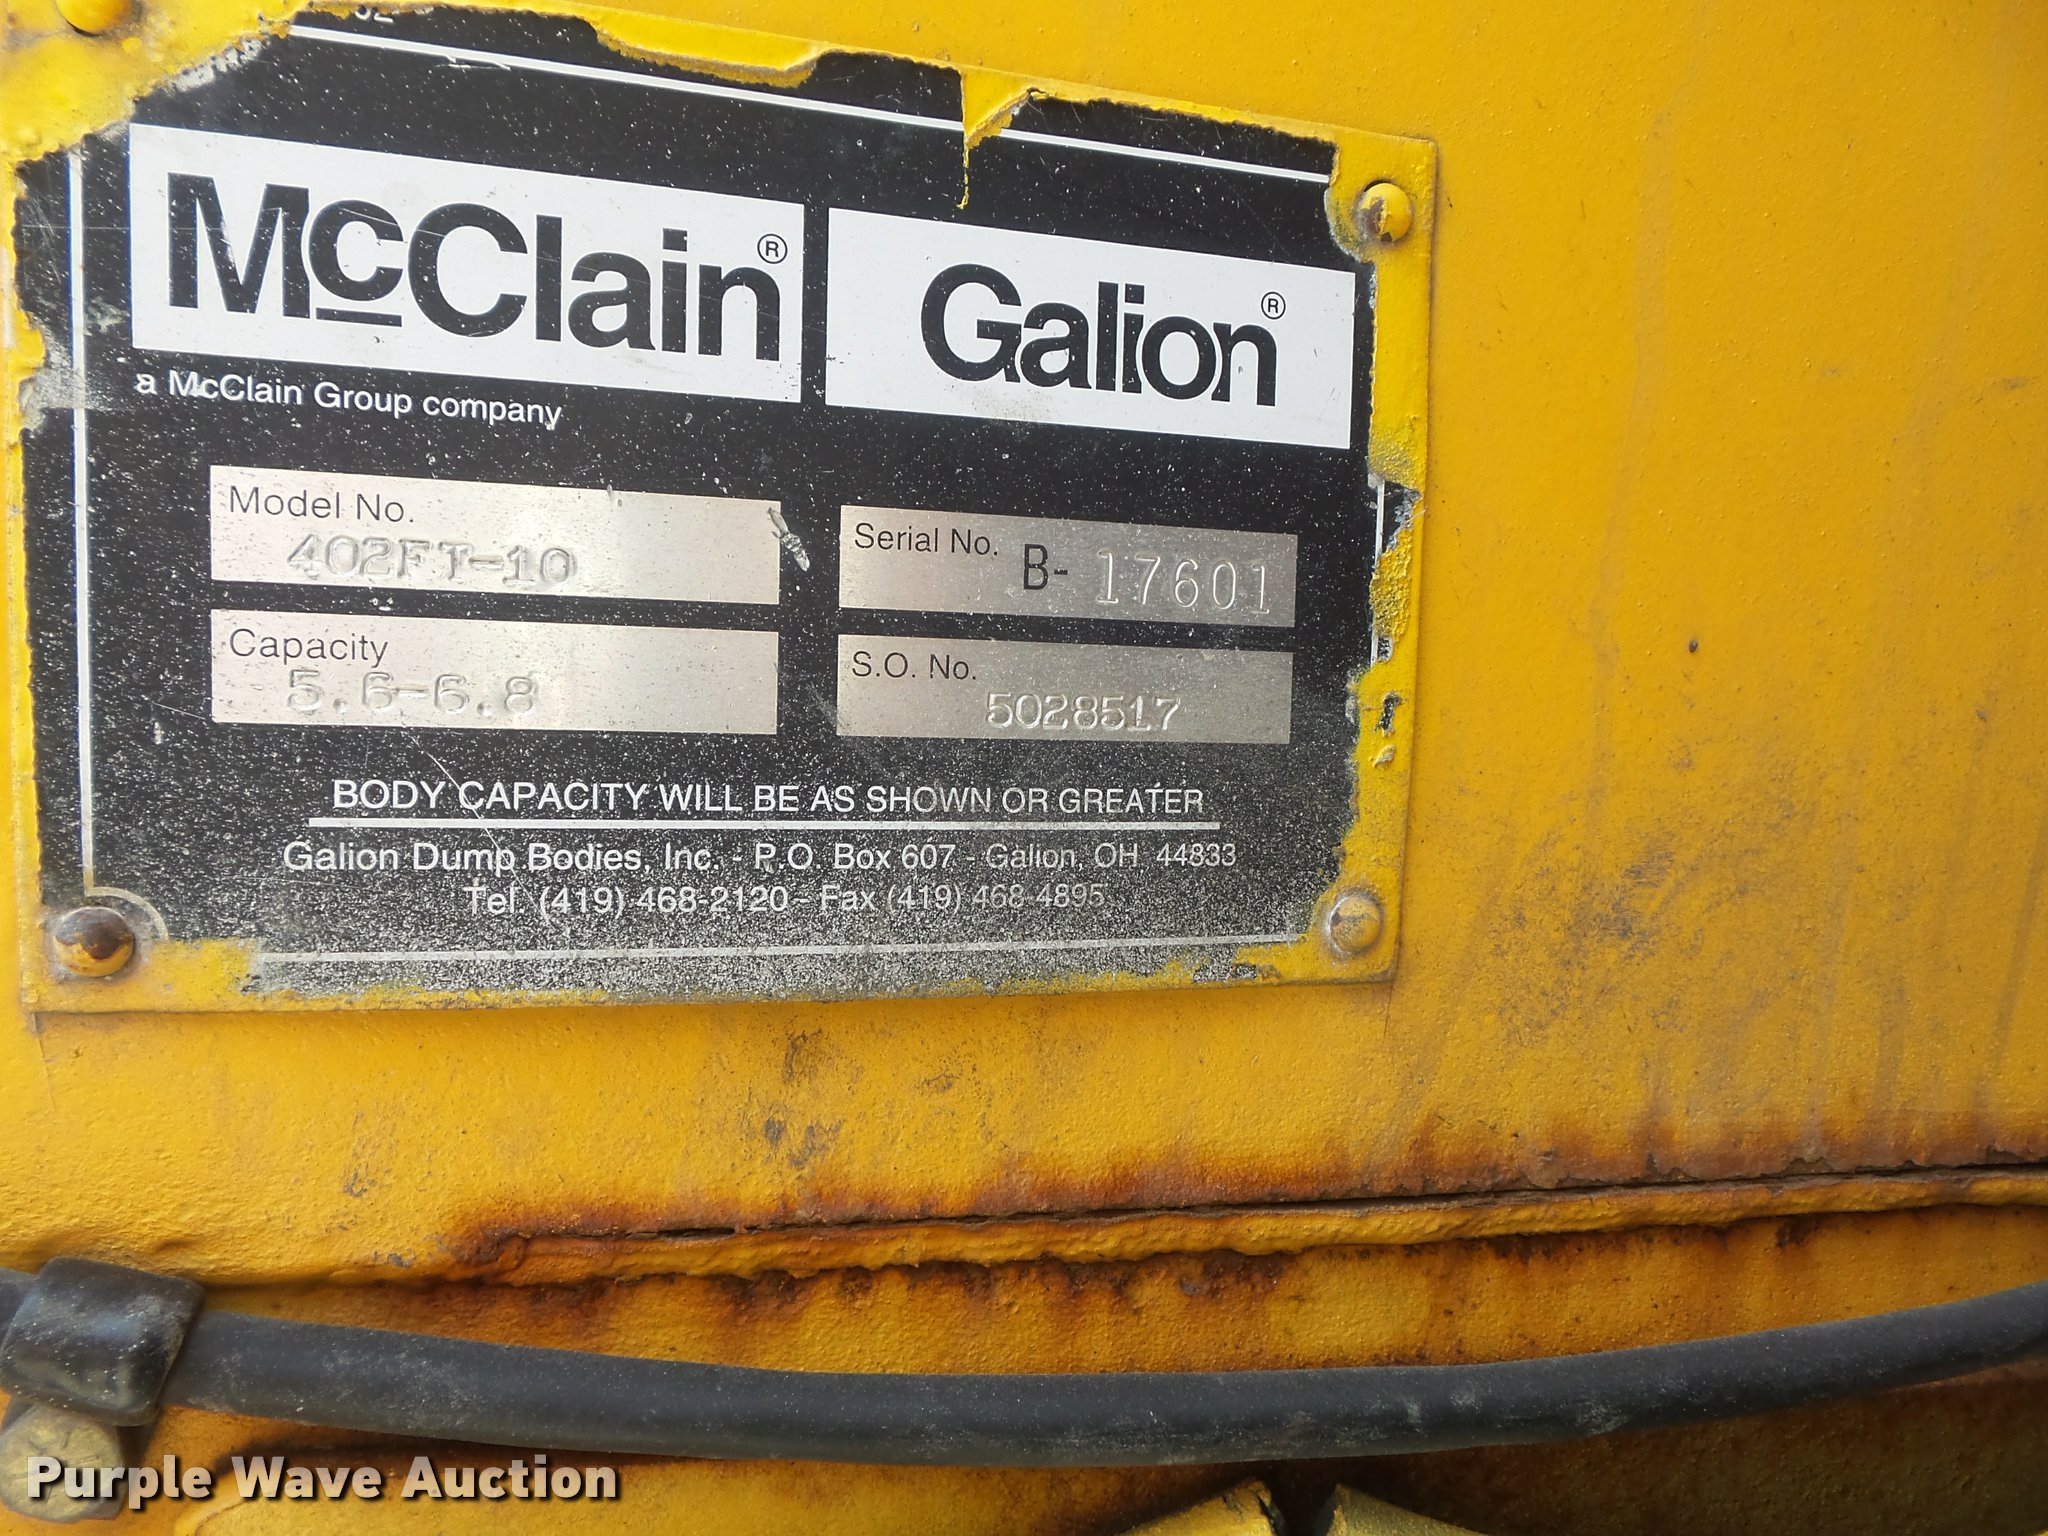 McClain® Galion®
a McClain Group company
Model No. 402FT-10
Serial No. B- 17601
Capacity 5.6-6.8
S.O. No. 5028517
BODY CAPACITY WILL BE AS SHOWN OR GREATER
Galion Dump Bodies, Inc. - P.O. Box 607 - Galion, OH 44833
Tel. (419) 468-2120 - Fax (419) 468-4895
Purple Wave Auction